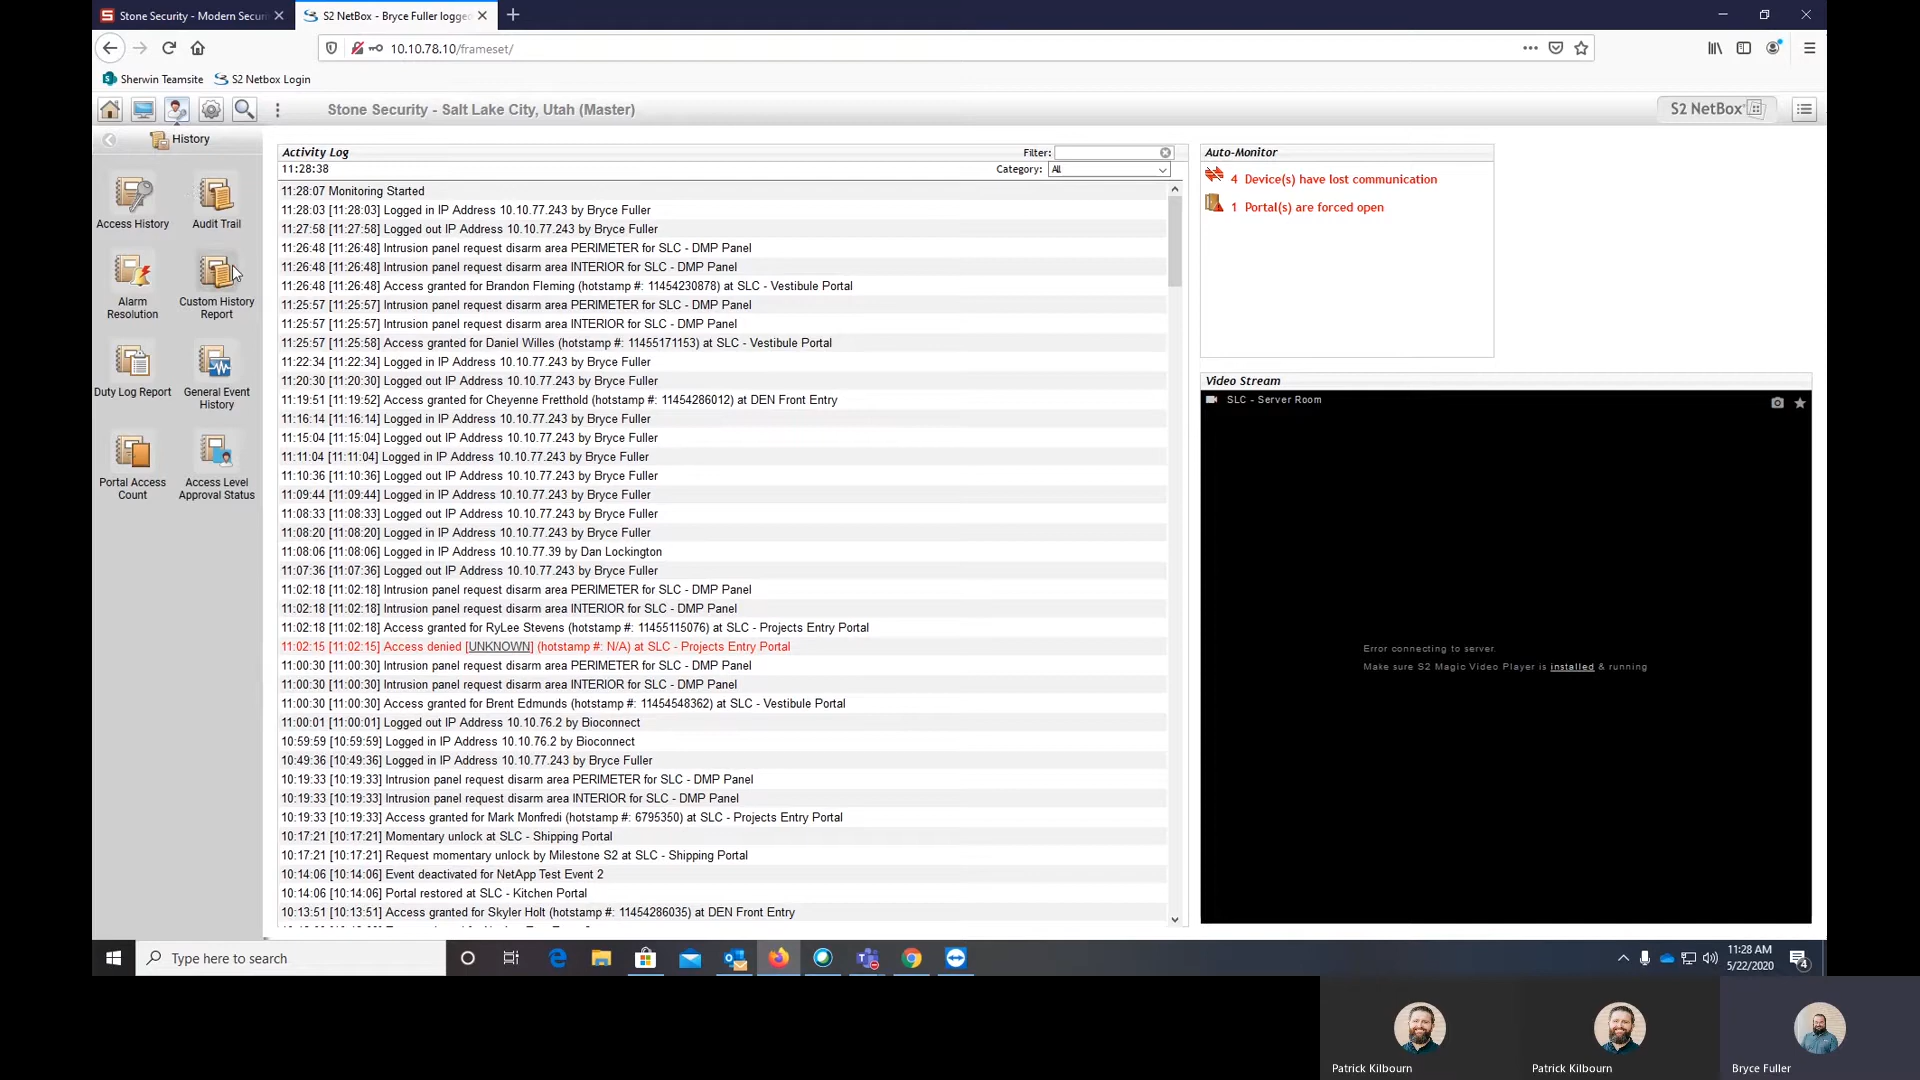 Stone Security - Modern Secur
S2 NetBox - Bryce Fuller logge
10.10.78.10/frameset/
Sherwin Teamsite S2 Netbox Login
Stone Security - Salt Lake City, Utah (Master)
S2 NetBox
History
Access History
Audit Trail
Alarm Resolution
Custom History Report
Duty Log Report
General Event History
Portal Access Count
Access Level Approval Status
Activity Log
Filter:
11:28:38
Category: All
11:28:07 Monitoring Started
11:28:03 [11:28:03] Logged in IP Address 10.10.77.243 by Bryce Fuller
11:27:58 [11:27:58] Logged out IP Address 10.10.77.243 by Bryce Fuller
11:26:48 [11:26:48] Intrusion panel request disarm area PERIMETER for SLC - DMP Panel
11:26:48 [11:26:48] Intrusion panel request disarm area INTERIOR for SLC - DMP Panel
11:26:48 [11:26:48] Access granted for Brandon Fleming (hotstamp #: 11454230878) at SLC - Vestibule Portal
11:25:57 [11:25:57] Intrusion panel request disarm area PERIMETER for SLC - DMP Panel
11:25:57 [11:25:57] Intrusion panel request disarm area INTERIOR for SLC - DMP Panel
11:25:57 [11:25:58] Access granted for Daniel Willes (hotstamp #: 11455171153) at SLC - Vestibule Portal
11:22:34 [11:22:34] Logged in IP Address 10.10.77.243 by Bryce Fuller
11:20:30 [11:20:30] Logged out IP Address 10.10.77.243 by Bryce Fuller
11:19:51 [11:19:52] Access granted for Cheyenne Fretthold (hotstamp #: 11454286012) at DEN Front Entry
11:16:14 [11:16:14] Logged in IP Address 10.10.77.243 by Bryce Fuller
11:15:04 [11:15:04] Logged out IP Address 10.10.77.243 by Bryce Fuller
11:11:04 [11:11:04] Logged in IP Address 10.10.77.243 by Bryce Fuller
11:10:36 [11:10:36] Logged out IP Address 10.10.77.243 by Bryce Fuller
11:09:44 [11:09:44] Logged in IP Address 10.10.77.243 by Bryce Fuller
11:08:33 [11:08:33] Logged out IP Address 10.10.77.243 by Bryce Fuller
11:08:20 [11:08:20] Logged in IP Address 10.10.77.243 by Bryce Fuller
11:08:06 [11:08:06] Logged in IP Address 10.10.77.39 by Dan Lockington
11:07:36 [11:07:36] Logged out IP Address 10.10.77.243 by Bryce Fuller
11:02:18 [11:02:18] Intrusion panel request disarm area PERIMETER for SLC - DMP Panel
11:02:18 [11:02:18] Intrusion panel request disarm area INTERIOR for SLC - DMP Panel
11:02:18 [11:02:18] Access granted for RyLee Stevens (hotstamp #: 11455115076) at SLC - Projects Entry Portal
11:02:15 [11:02:15] Access denied [UNKNOWN] (hotstamp #: N/A) at SLC - Projects Entry Portal
11:00:30 [11:00:30] Intrusion panel request disarm area PERIMETER for SLC - DMP Panel
11:00:30 [11:00:30] Intrusion panel request disarm area INTERIOR for SLC - DMP Panel
11:00:30 [11:00:30] Access granted for Brent Edmunds (hotstamp #: 11454548362) at SLC - Vestibule Portal
11:00:01 [11:00:01] Logged out IP Address 10.10.76.2 by Bioconnect
10:59:59 [10:59:59] Logged in IP Address 10.10.76.2 by Bioconnect
10:49:36 [10:49:36] Logged in IP Address 10.10.77.243 by Bryce Fuller
10:19:33 [10:19:33] Intrusion panel request disarm area PERIMETER for SLC - DMP Panel
10:19:33 [10:19:33] Intrusion panel request disarm area INTERIOR for SLC - DMP Panel
10:19:33 [10:19:33] Access granted for Mark Monfredi (hotstamp #: 6795350) at SLC - Projects Entry Portal
10:17:21 [10:17:21] Momentary unlock at SLC - Shipping Portal
10:17:21 [10:17:21] Request momentary unlock by Milestone S2 at SLC - Shipping Portal
10:14:06 [10:14:06] Event deactivated for NetApp Test Event 2
10:14:06 [10:14:06] Portal restored at SLC - Kitchen Portal
10:13:51 [10:13:51] Access granted for Skyler Holt (hotstamp #: 11454286035) at DEN Front Entry
Auto-Monitor
4 Device(s) have lost communication
1 Portal(s) are forced open
Video Stream
SLC - Server Room
Error connecting to server.
Make sure S2 Magic Video Player is installed & running
Type here to search
11:28 AM
5/22/2020
4
Patrick Kilbourn
Patrick Kilbourn
Bryce Fuller